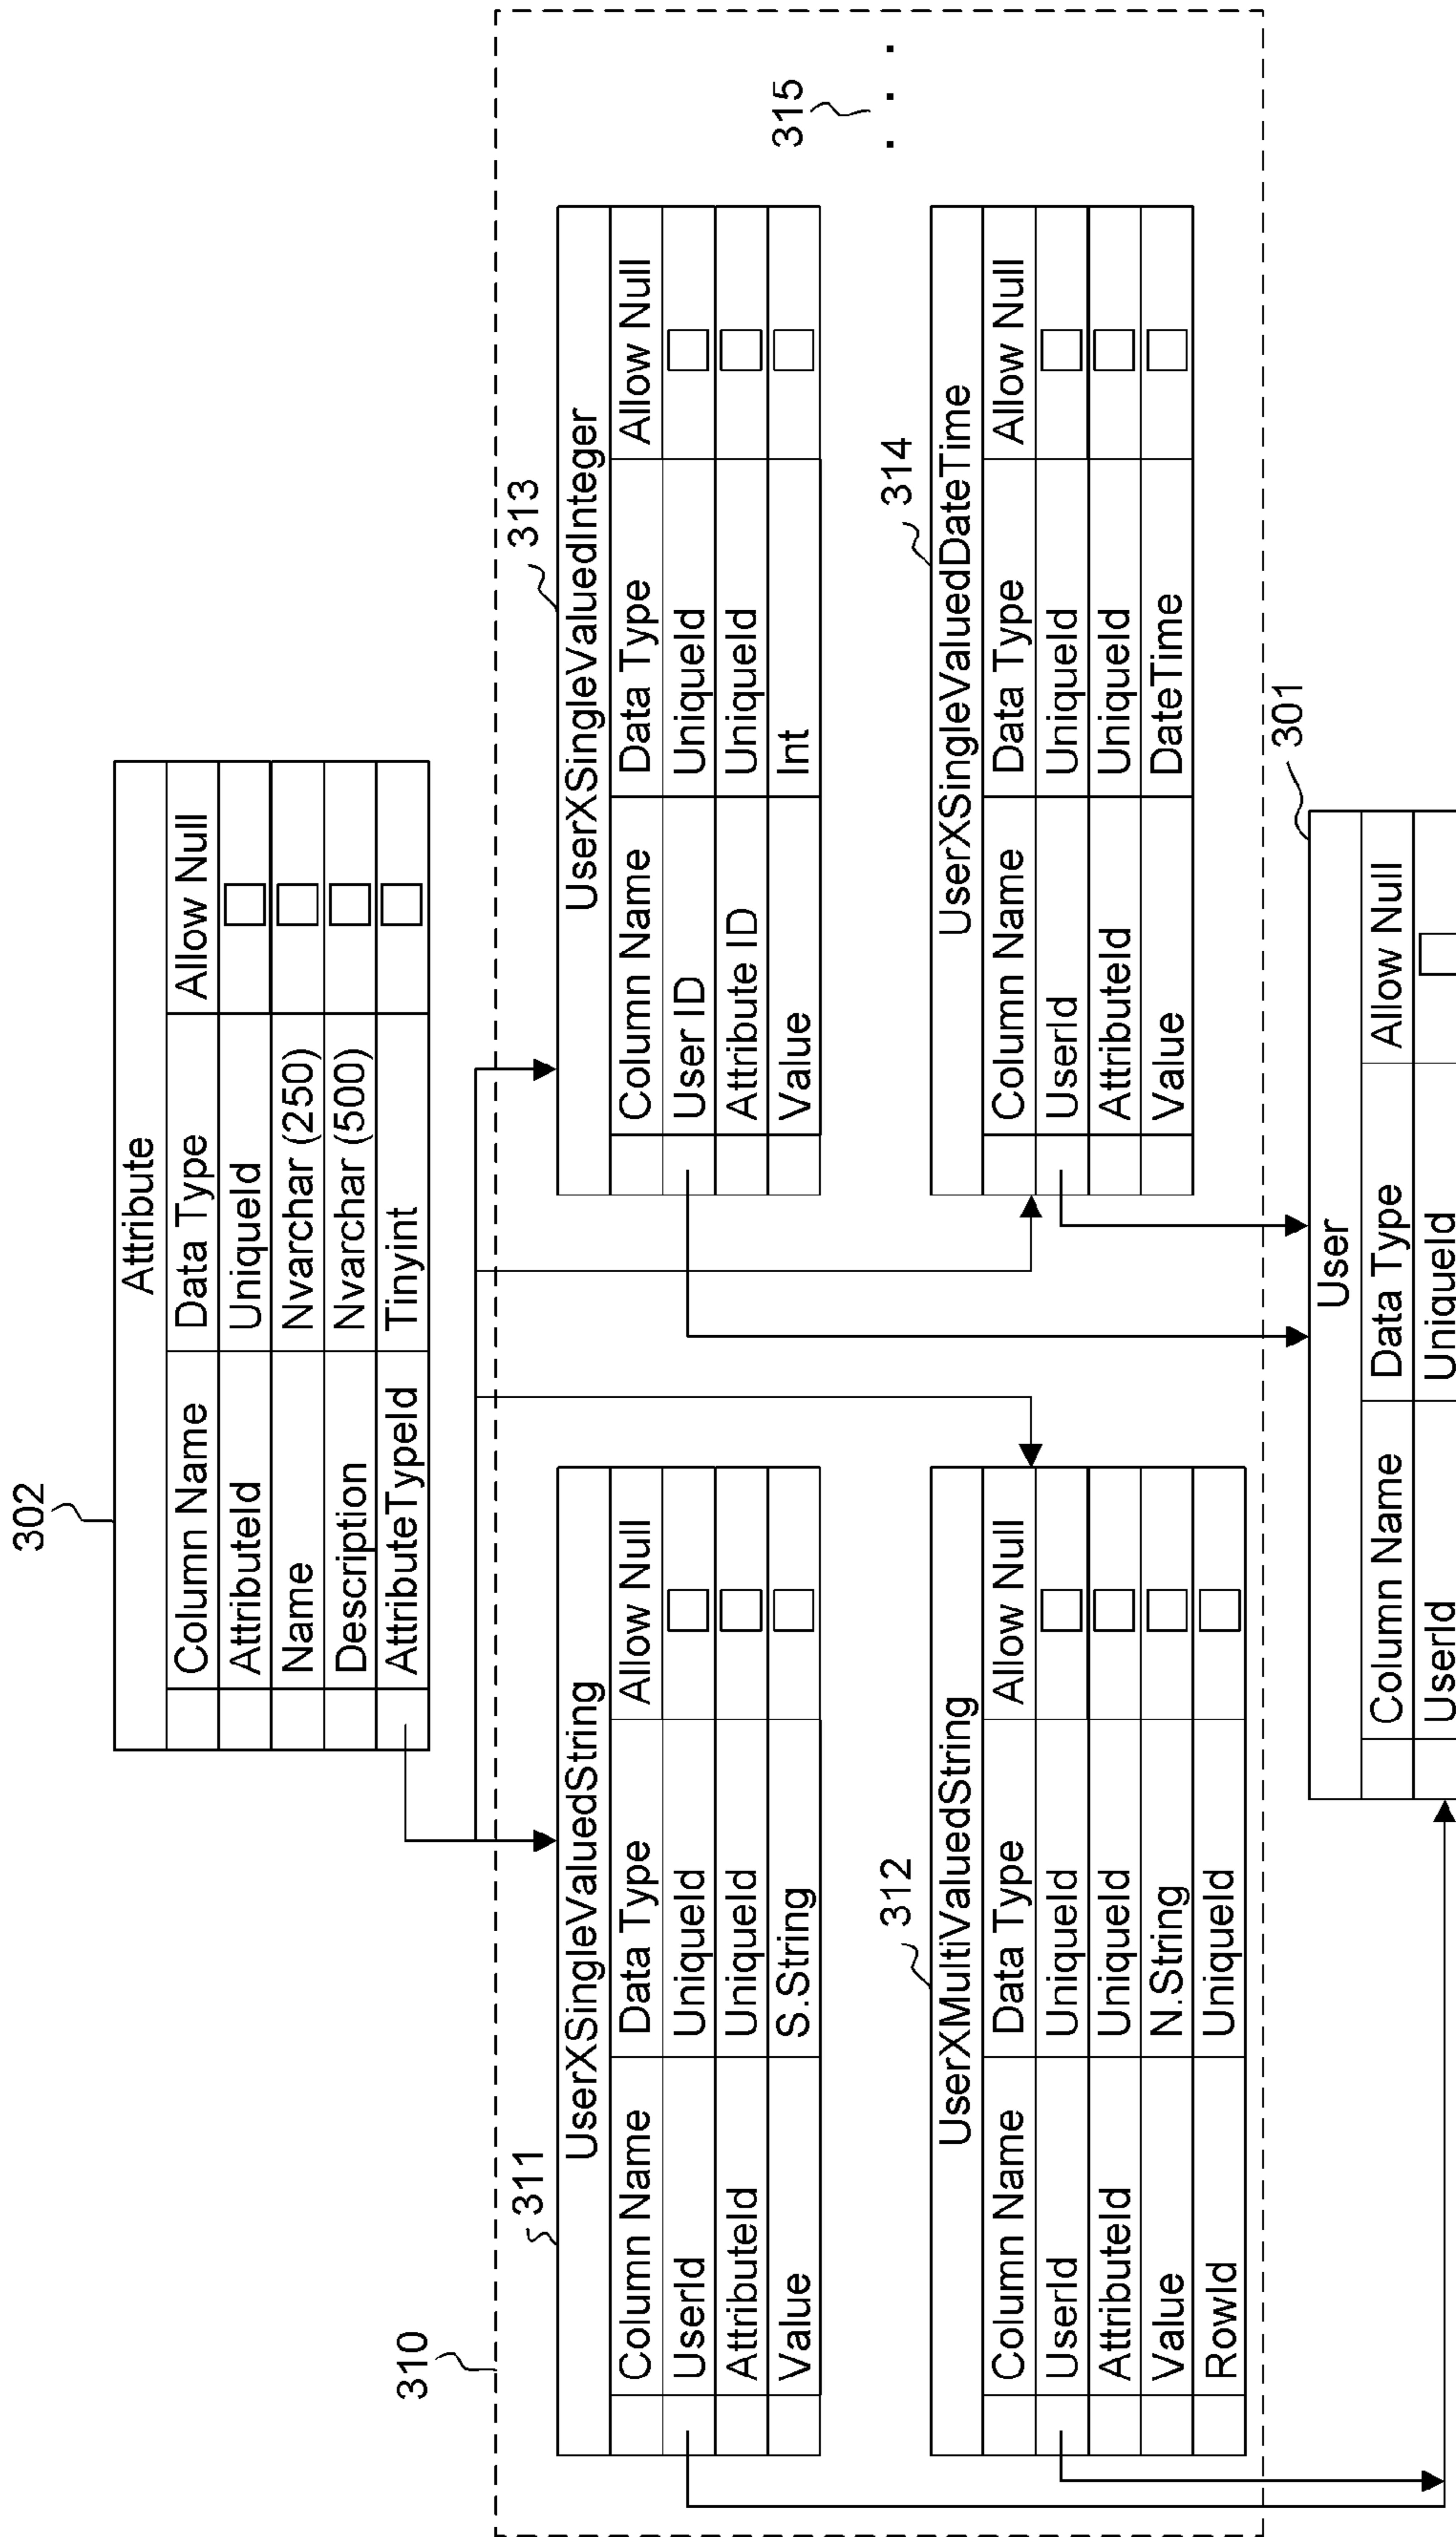 302
Attribute
Column Name Data Type Allow Null
AttributeId UniqueId
Name Nvarchar (250)
Description Nvarchar (500)
AttributeTypeId Tinyint
310
311
UserXSingleValuedString
Column Name Data Type Allow Null
UserId UniqueId
AttributeId UniqueId
Value S.String
313
UserXSingleValuedInteger
Column Name Data Type Allow Null
User ID UniqueId
Attribute ID UniqueId
Value Int
315
. . .
312
UserXMultiValuedString
Column Name Data Type Allow Null
UserId UniqueId
AttributeId UniqueId
Value N.String
RowId UniqueId
314
UserXSingleValuedDateTime
Column Name Data Type Allow Null
UserId UniqueId
AttributeId UniqueId
Value DateTime
301
User
Column Name Data Type Allow Null
UserId UniqueId